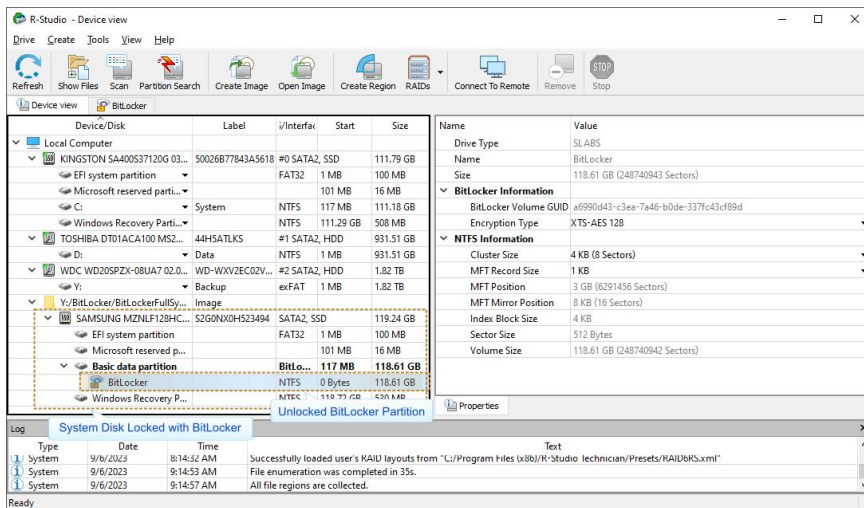 R-Studio - Device view
Drive Create Tools View Help
Refresh Show Files Scan Partition Search Create Image Open Image Create Region RAIDs Connect To Remote Remove Stop
STOP
Device view BitLocker
Device/Disk Label Start Size
Local Computer
KINGSTON SA400S37120G 03... 50026B77843A5618 #0 SATA2, SSD 111.79 GB
EFI system partition FAT32 1 MB 100 MB
Microsoft reserved parti... 101 MB 16 MB
C: System NTFS 117 MB 111.18 GB
Windows Recovery Parti... NTFS 111.29 GB 508 MB
TOSHIBA DT01ACA100 MS2... 44H5ATLKS #1 SATA2, HDD 931.51 GB
D: Data NTFS 1 MB 931.51 GB
WDC WD20SPZX-08UA7 02.0... WD-WXV2EC02V... #2 SATA2, HDD 1.82 TB
Y: Backup exFAT 1 MB 1.82 TB
Y:/BitLocker/BitLockerFullSy... Image
SAMSUNG MZNLF128HC... S2G0NX0H523494 SATA2, SSD 119.24 GB
EFI system partition FAT32 1 MB 100 MB
Microsoft reserved p... 101 MB 16 MB
Basic data partition BitLo... 117 MB 118.61 GB
BitLocker NTFS 0 Bytes 118.61 GB
Windows Recovery P... NTFS 118.72 GB 530 MB
Unlocked BitLocker Partition
System Disk Locked with BitLocker
Name Value
Drive Type SLABS
Name BitLocker
Size 118.61 GB (248740943 Sectors)
BitLocker Information
BitLocker Volume GUID a6990d43-c3ea-7a46-b0de-337fc43cf89d
Encryption Type XTS-AES 128
NTFS Information
Cluster Size 4 KB (8 Sectors)
MFT Record Size 1 KB
MFT Position 3 GB (6291456 Sectors)
MFT Mirror Position 8 KB (16 Sectors)
Index Block Size 4 KB
Sector Size 512 Bytes
Volume Size 118.61 GB (248740942 Sectors)
Properties
Log
Type Date Time Text
System 9/6/2023 8:14:32 AM Successfully loaded user's RAID layouts from "C:/Program Files (x86)/R-Studio Technician/Presets/RAID6RS.xml"
System 9/6/2023 9:14:53 AM File enumeration was completed in 35s.
System 9/6/2023 9:14:57 AM All file regions are collected.
Ready